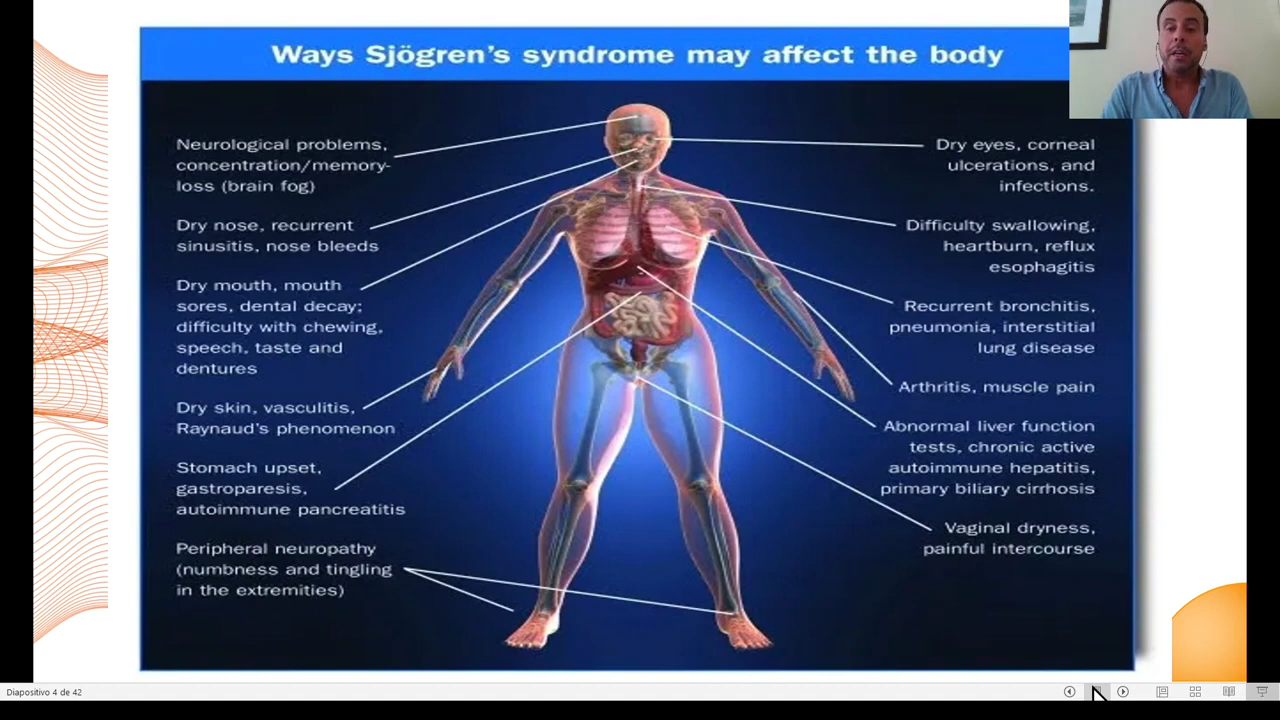 Ways Sjögren's syndrome may affect the body
Neurological problems,
concentration/memory-
loss (brain fog)
Dry nose, recurrent
sinusitis, nose bleeds
Dry mouth, mouth
sores, dental decay;
difficulty with chewing,
speech, taste and
dentures
Dry skin, vasculitis,
Raynaud's phenomenon
Stomach upset,
gastroparesis,
autoimmune pancreatitis
Peripheral neuropathy
(numbness and tingling
in the extremities)
Dry eyes, corneal
ulcerations, and
infections.
Difficulty swallowing,
heartburn, reflux
esophagitis
Recurrent bronchitis,
pneumonia, interstitial
lung disease
Arthritis, muscle pain
Abnormal liver function
tests, chronic active
autoimmune hepatitis,
primary biliary cirrhosis
Vaginal dryness,
painful intercourse
Diapositivo 4 de 42